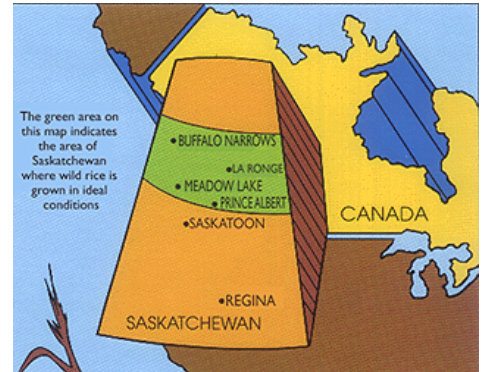 The green area on
this map indicates
the area of
Saskatchewan
where wild rice is
grown in ideal
conditions
BUFFALO NARROWS
LA RONGE
MEADOW LAKE
PRINCE ALBERT
SASKATOON
CANADA
REGINA
SASKATCHEWAN